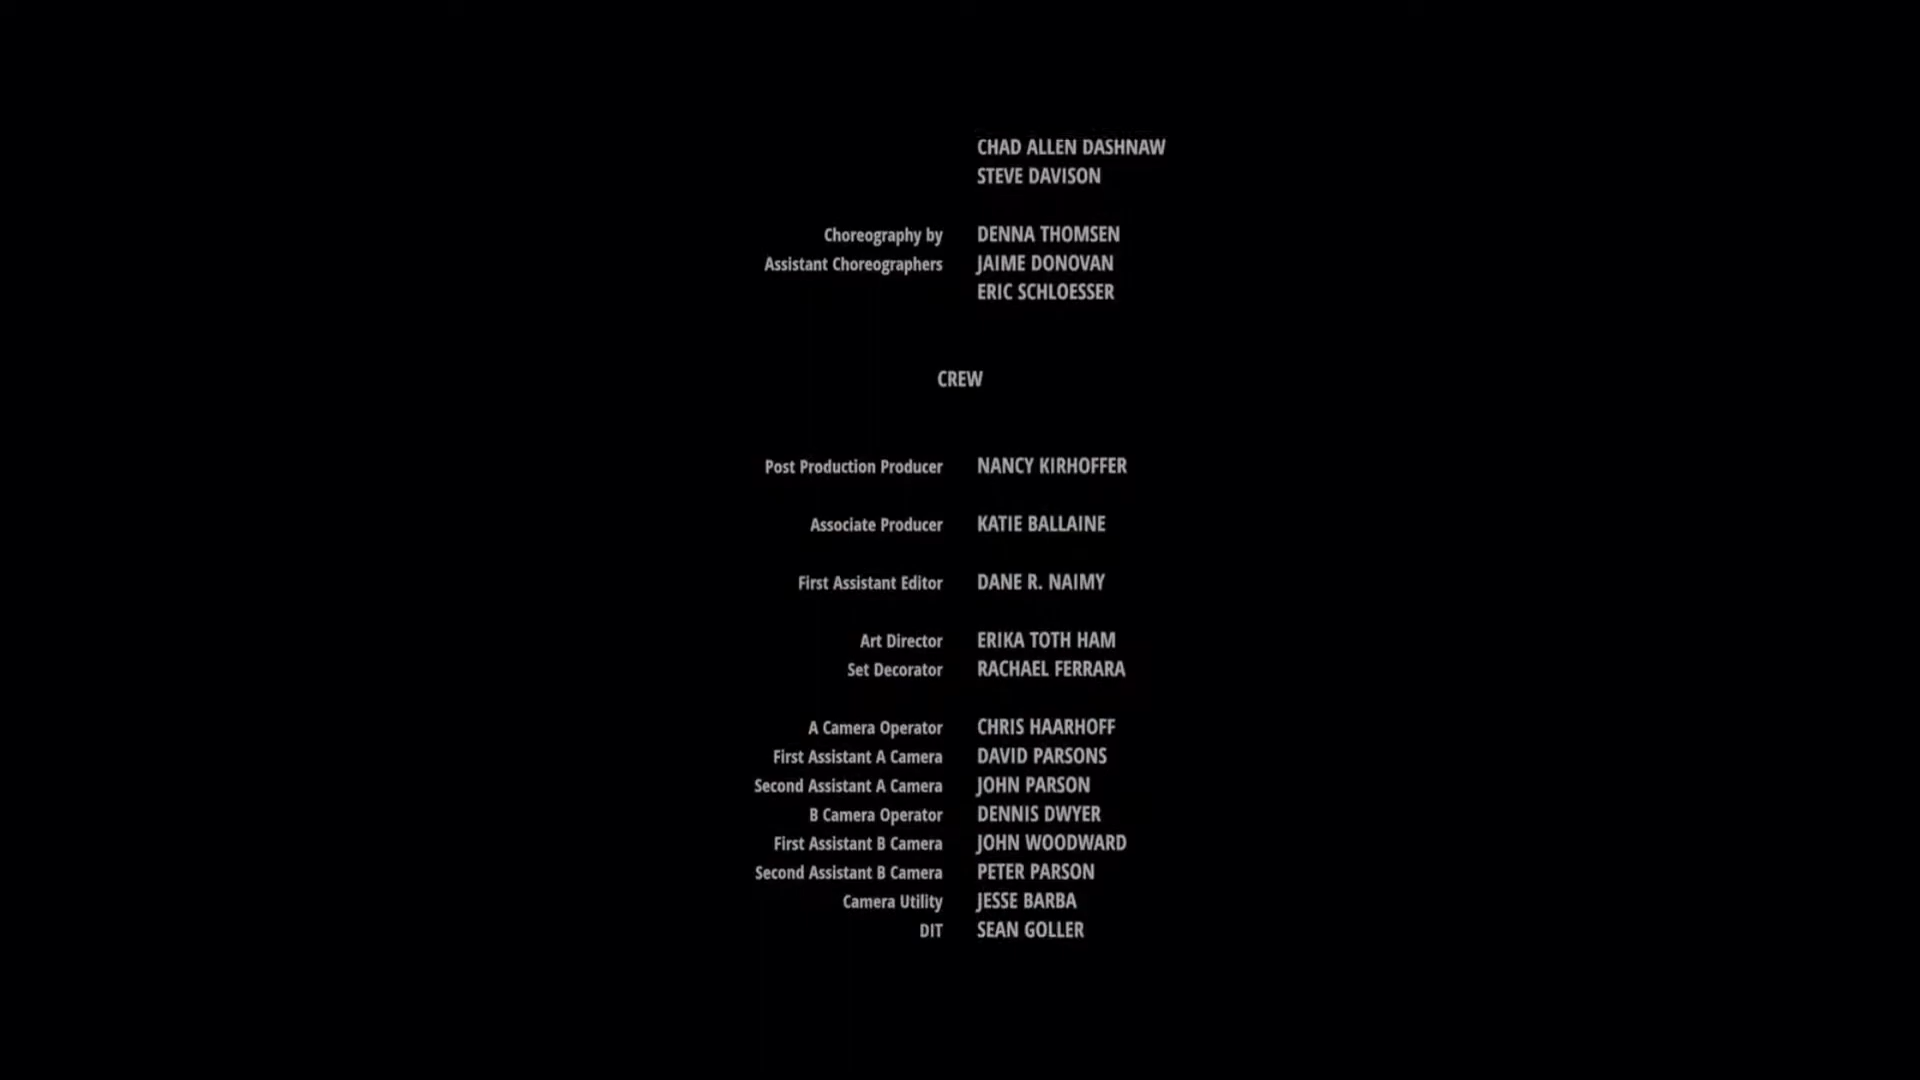 CHAD ALLEN DASHNAW
STEVE DAVISON
Choreography by DENNA THOMSEN
Assistant Choreographers JAIME DONOVAN
ERIC SCHLOESSER
CREW
Post Production Producer NANCY KIRHOFFER
Associate Producer KATIE BALLAINE
First Assistant Editor DANE R. NAIMY
Art Director ERIKA TOTH HAM
Set Decorator RACHAEL FERRARA
A Camera Operator CHRIS HAARHOFF
First Assistant A Camera DAVID PARSONS
Second Assistant A Camera JOHN PARSON
B Camera Operator DENNIS DWYER
First Assistant B Camera JOHN WOODWARD
Second Assistant B Camera PETER PARSON
Camera Utility JESSE BARBA
DIT SEAN GOLLER